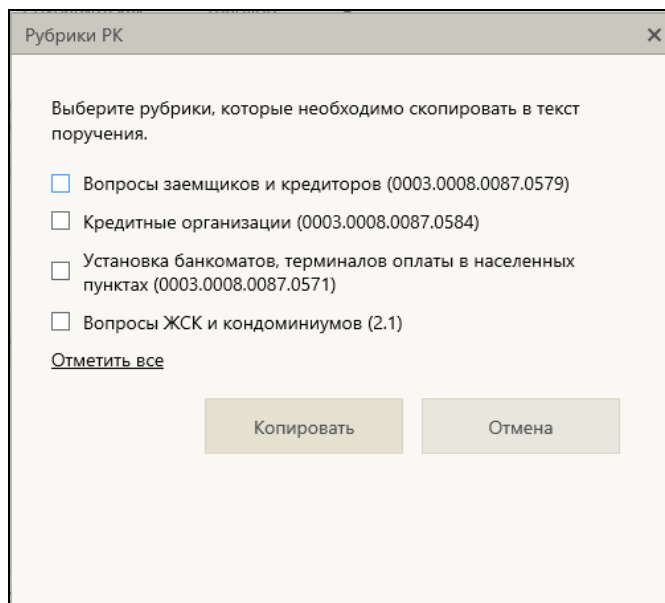 Рубрики РК
Выберите рубрики, которые необходимо скопировать в текст
поручения.
Вопросы заемщиков и кредиторов (0003.0008.0087.0579)
Кредитные организации (0003.0008.0087.0584)
Установка банкоматов, терминалов оплаты в населенных
пунктах (0003.0008.0087.0571)
Вопросы ЖСК и кондоминиумов (2.1)
Отметить все
Копировать
Отмена